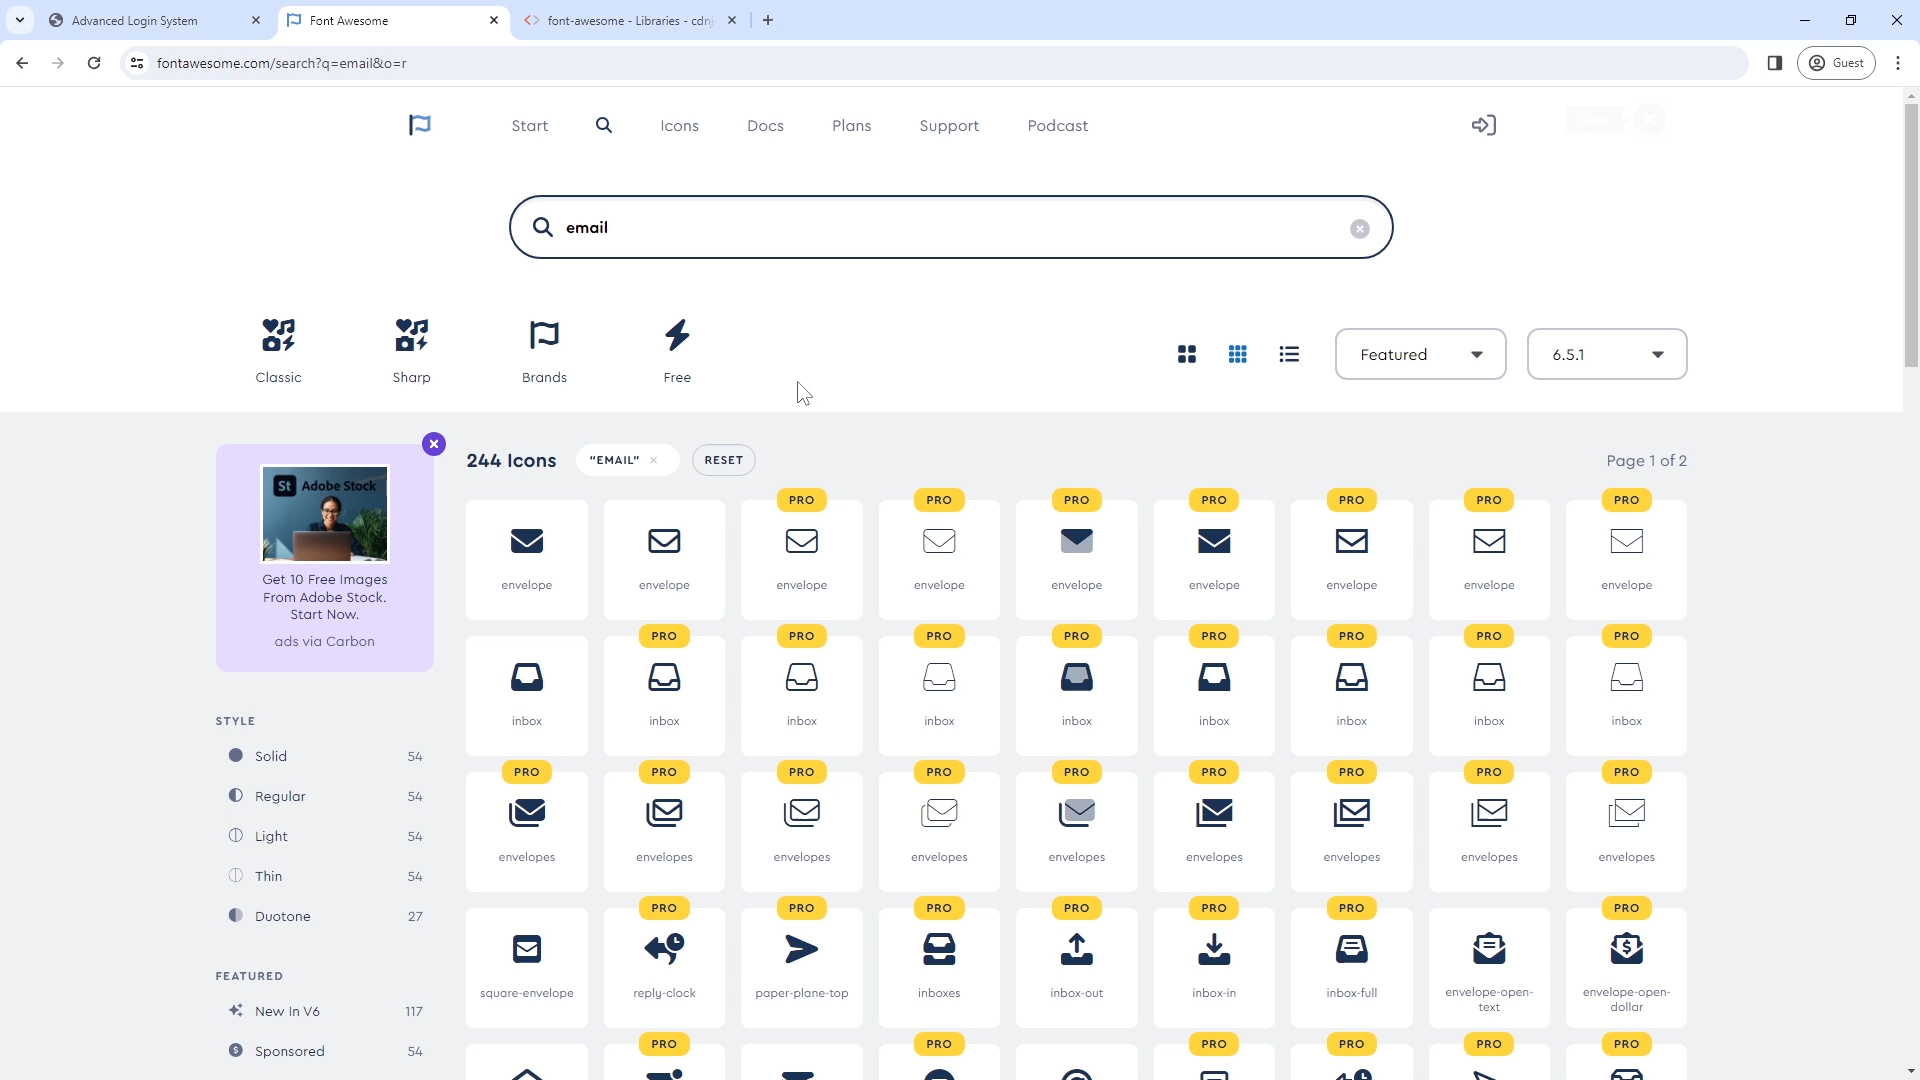 Advanced Login System
Font Awesome
font-awesome - Libraries - cdnj
fontawesome.com/search?q=email&o=r
Guest
Start
Icons
Docs
Plans
Support
Podcast
email
Classic
Sharp
Brands
Free
Featured
6.5.1
St Adobe Stock
Get 10 Free Images
From Adobe Stock.
Start Now.
ads via Carbon
244 Icons
"EMAIL"
RESET
Page 1 of 2
PRO PRO PRO PRO PRO PRO PRO
envelope envelope envelope envelope envelope envelope envelope envelope envelope
PRO PRO PRO PRO PRO PRO PRO PRO
inbox inbox inbox inbox inbox inbox inbox inbox inbox
PRO PRO PRO PRO PRO PRO PRO PRO PRO
envelopes envelopes envelopes envelopes envelopes envelopes envelopes envelopes envelopes
PRO PRO PRO PRO PRO PRO PRO
square-envelope reply-clock paper-plane-top inboxes inbox-out inbox-in inbox-full envelope-open- envelope-open-
text dollar
PRO PRO PRO PRO PRO PRO
STYLE
Solid 54
Regular 54
Light 54
Thin 54
Duotone 27
FEATURED
New In V6 117
Sponsored 54